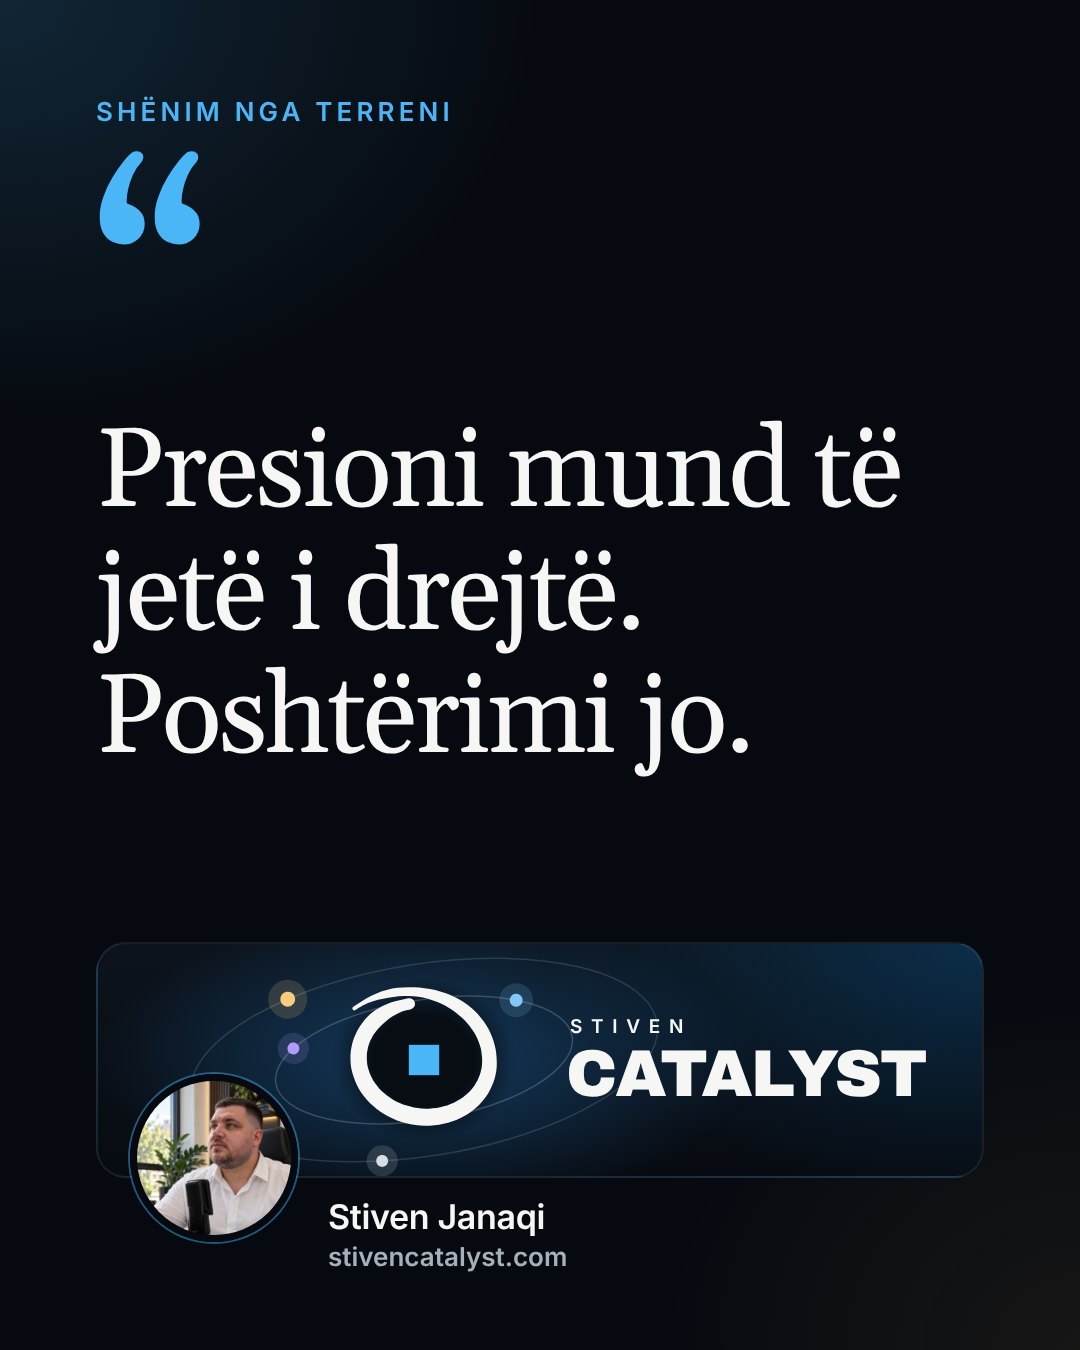 SHËNIM NGA TERRENI
“
Presioni mund të
jetë i drejtë.
Poshtërimi jo.
STIVEN
CATALYST
Stiven Janaqi
stivencatalyst.com